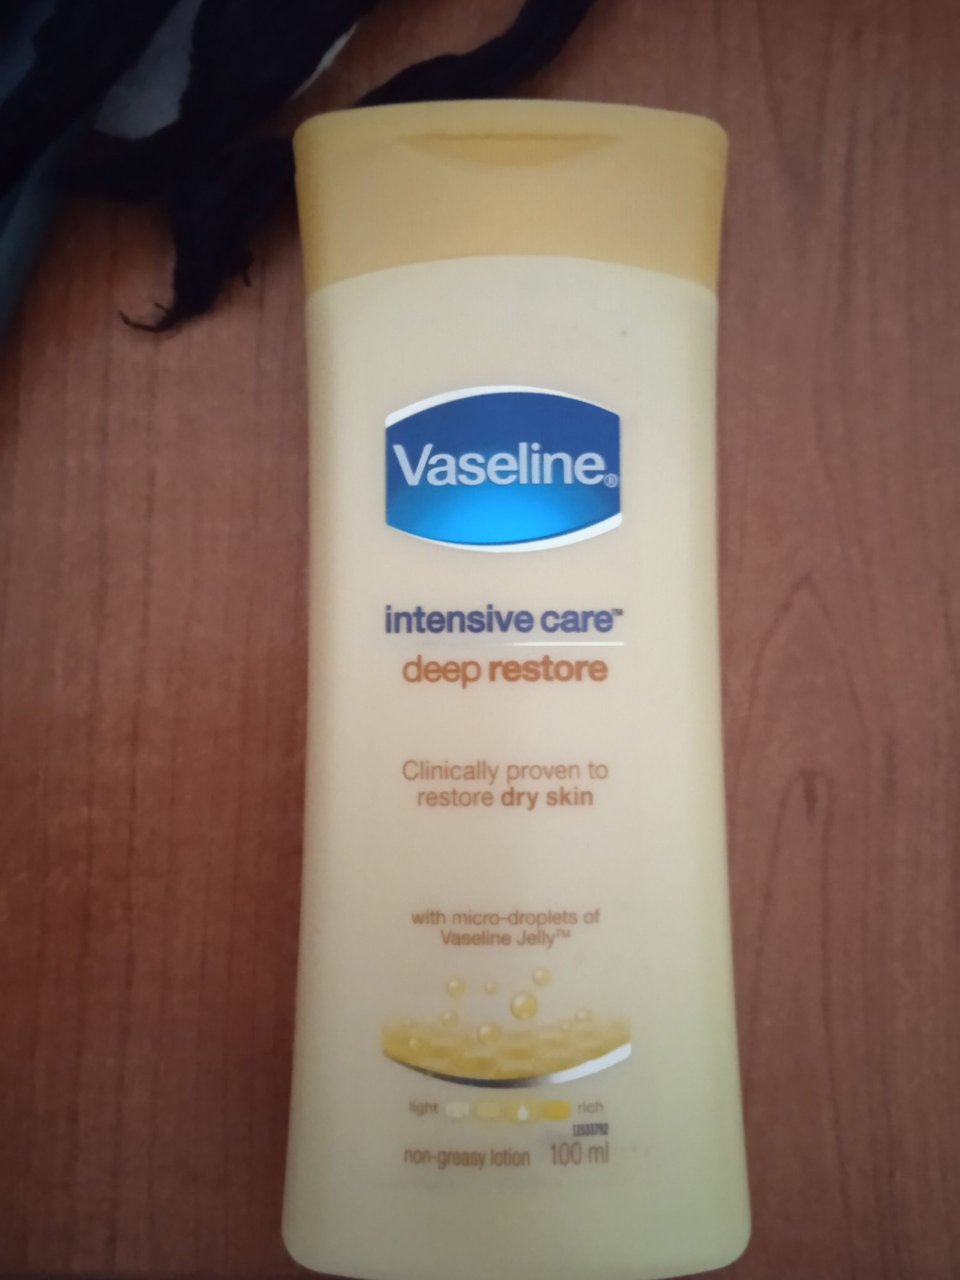 Vaseline®
intensive care™
deep restore
Clinically proven to
restore dry skin
with micro-droplets of
Vaseline Jelly™
light rich
non-greasy lotion 100 ml